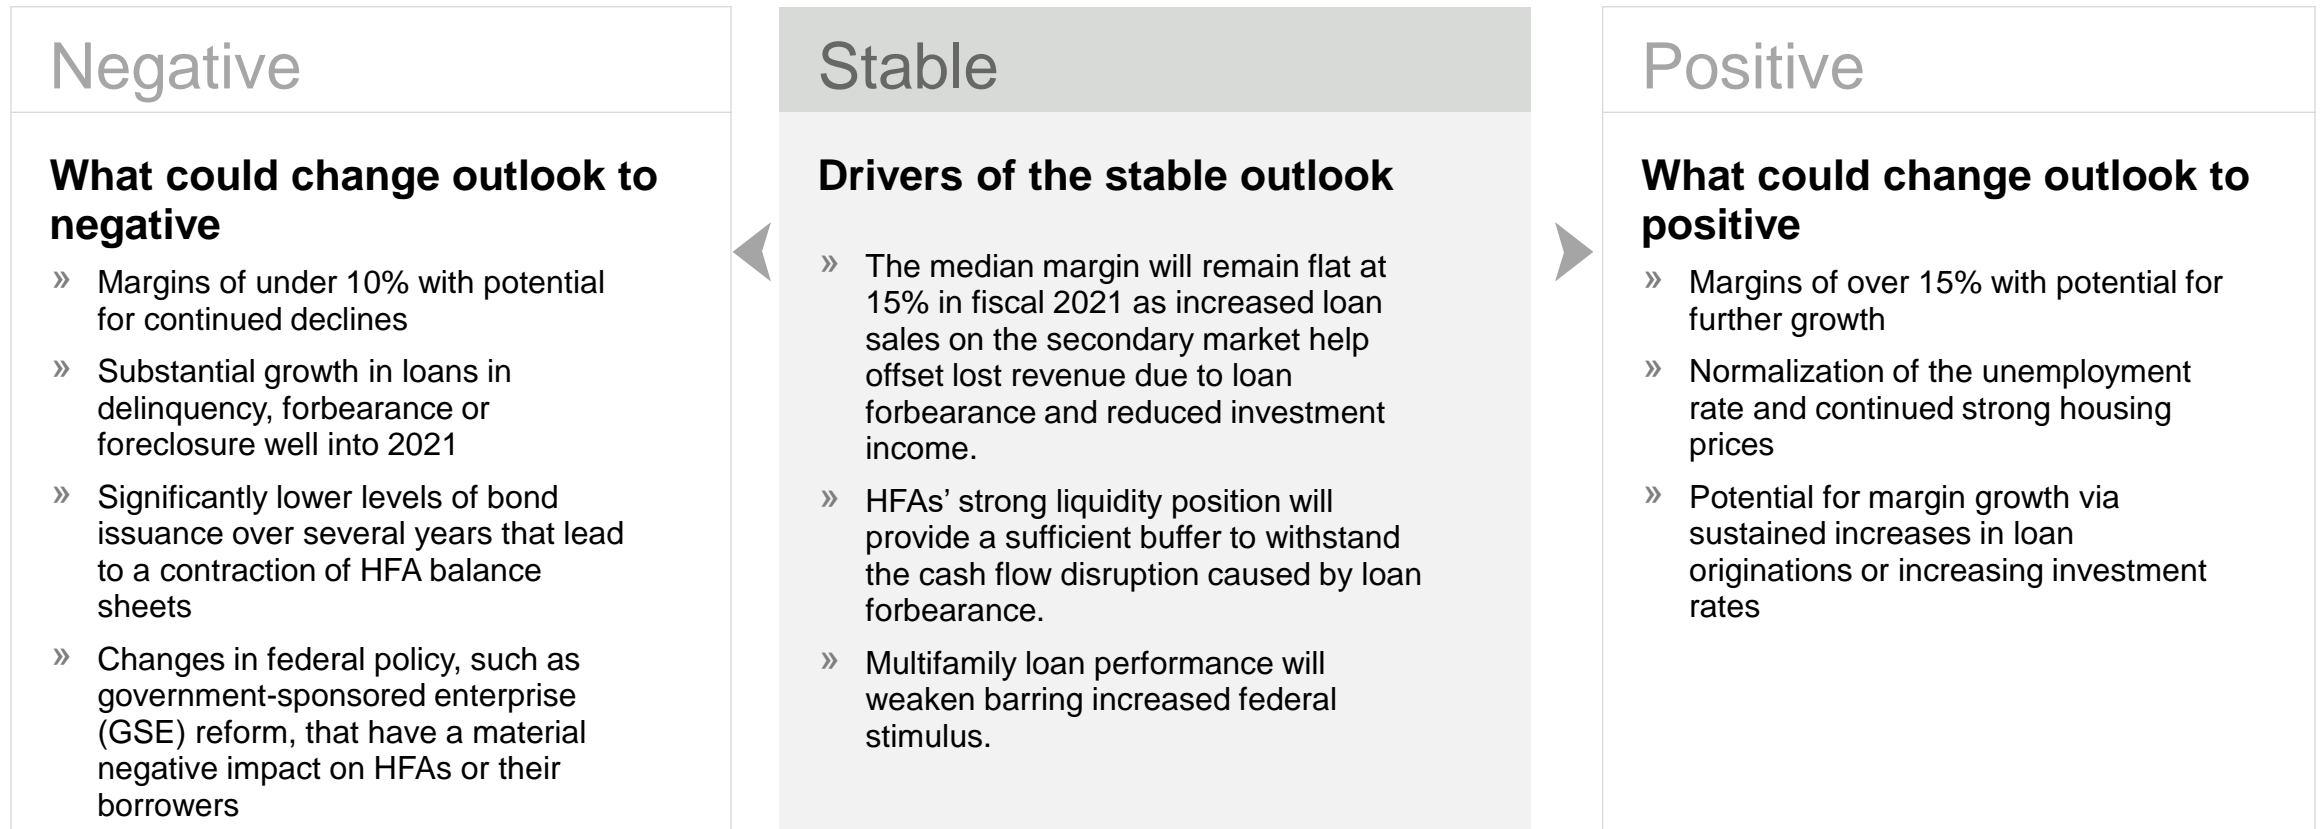 Negative
What could change outlook to
negative
» Margins of under 10% with potential
for continued declines
» Substantial growth in loans in
delinquency, forbearance or
foreclosure well into 2021
» Significantly lower levels of bond
issuance over several years that lead
to a contraction of HFA balance
sheets
» Changes in federal policy, such as
government-sponsored enterprise
(GSE) reform, that have a material
negative impact on HFAs or their
borrowers
Stable
Drivers of the stable outlook
» The median margin will remain flat at
15% in fiscal 2021 as increased loan
sales on the secondary market help
offset lost revenue due to loan
forbearance and reduced investment
income.
» HFAs’ strong liquidity position will
provide a sufficient buffer to withstand
the cash flow disruption caused by loan
forbearance.
» Multifamily loan performance will
weaken barring increased federal
stimulus.
Positive
What could change outlook to
positive
» Margins of over 15% with potential for
further growth
» Normalization of the unemployment
rate and continued strong housing
prices
» Potential for margin growth via
sustained increases in loan
originations or increasing investment
rates